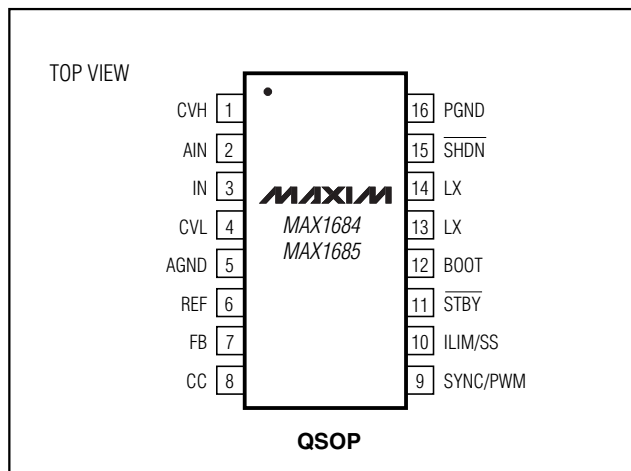 TOP VIEW
CVH 1
AIN 2
IN 3
CVL 4
AGND 5
REF 6
FB 7
CC 8
MAXIM
MAX1684
MAX1685
16 PGND
15 SHDN
14 LX
13 LX
12 BOOT
11 STBY
10 ILIM/SS
9 SYNC/PWM
QSOP